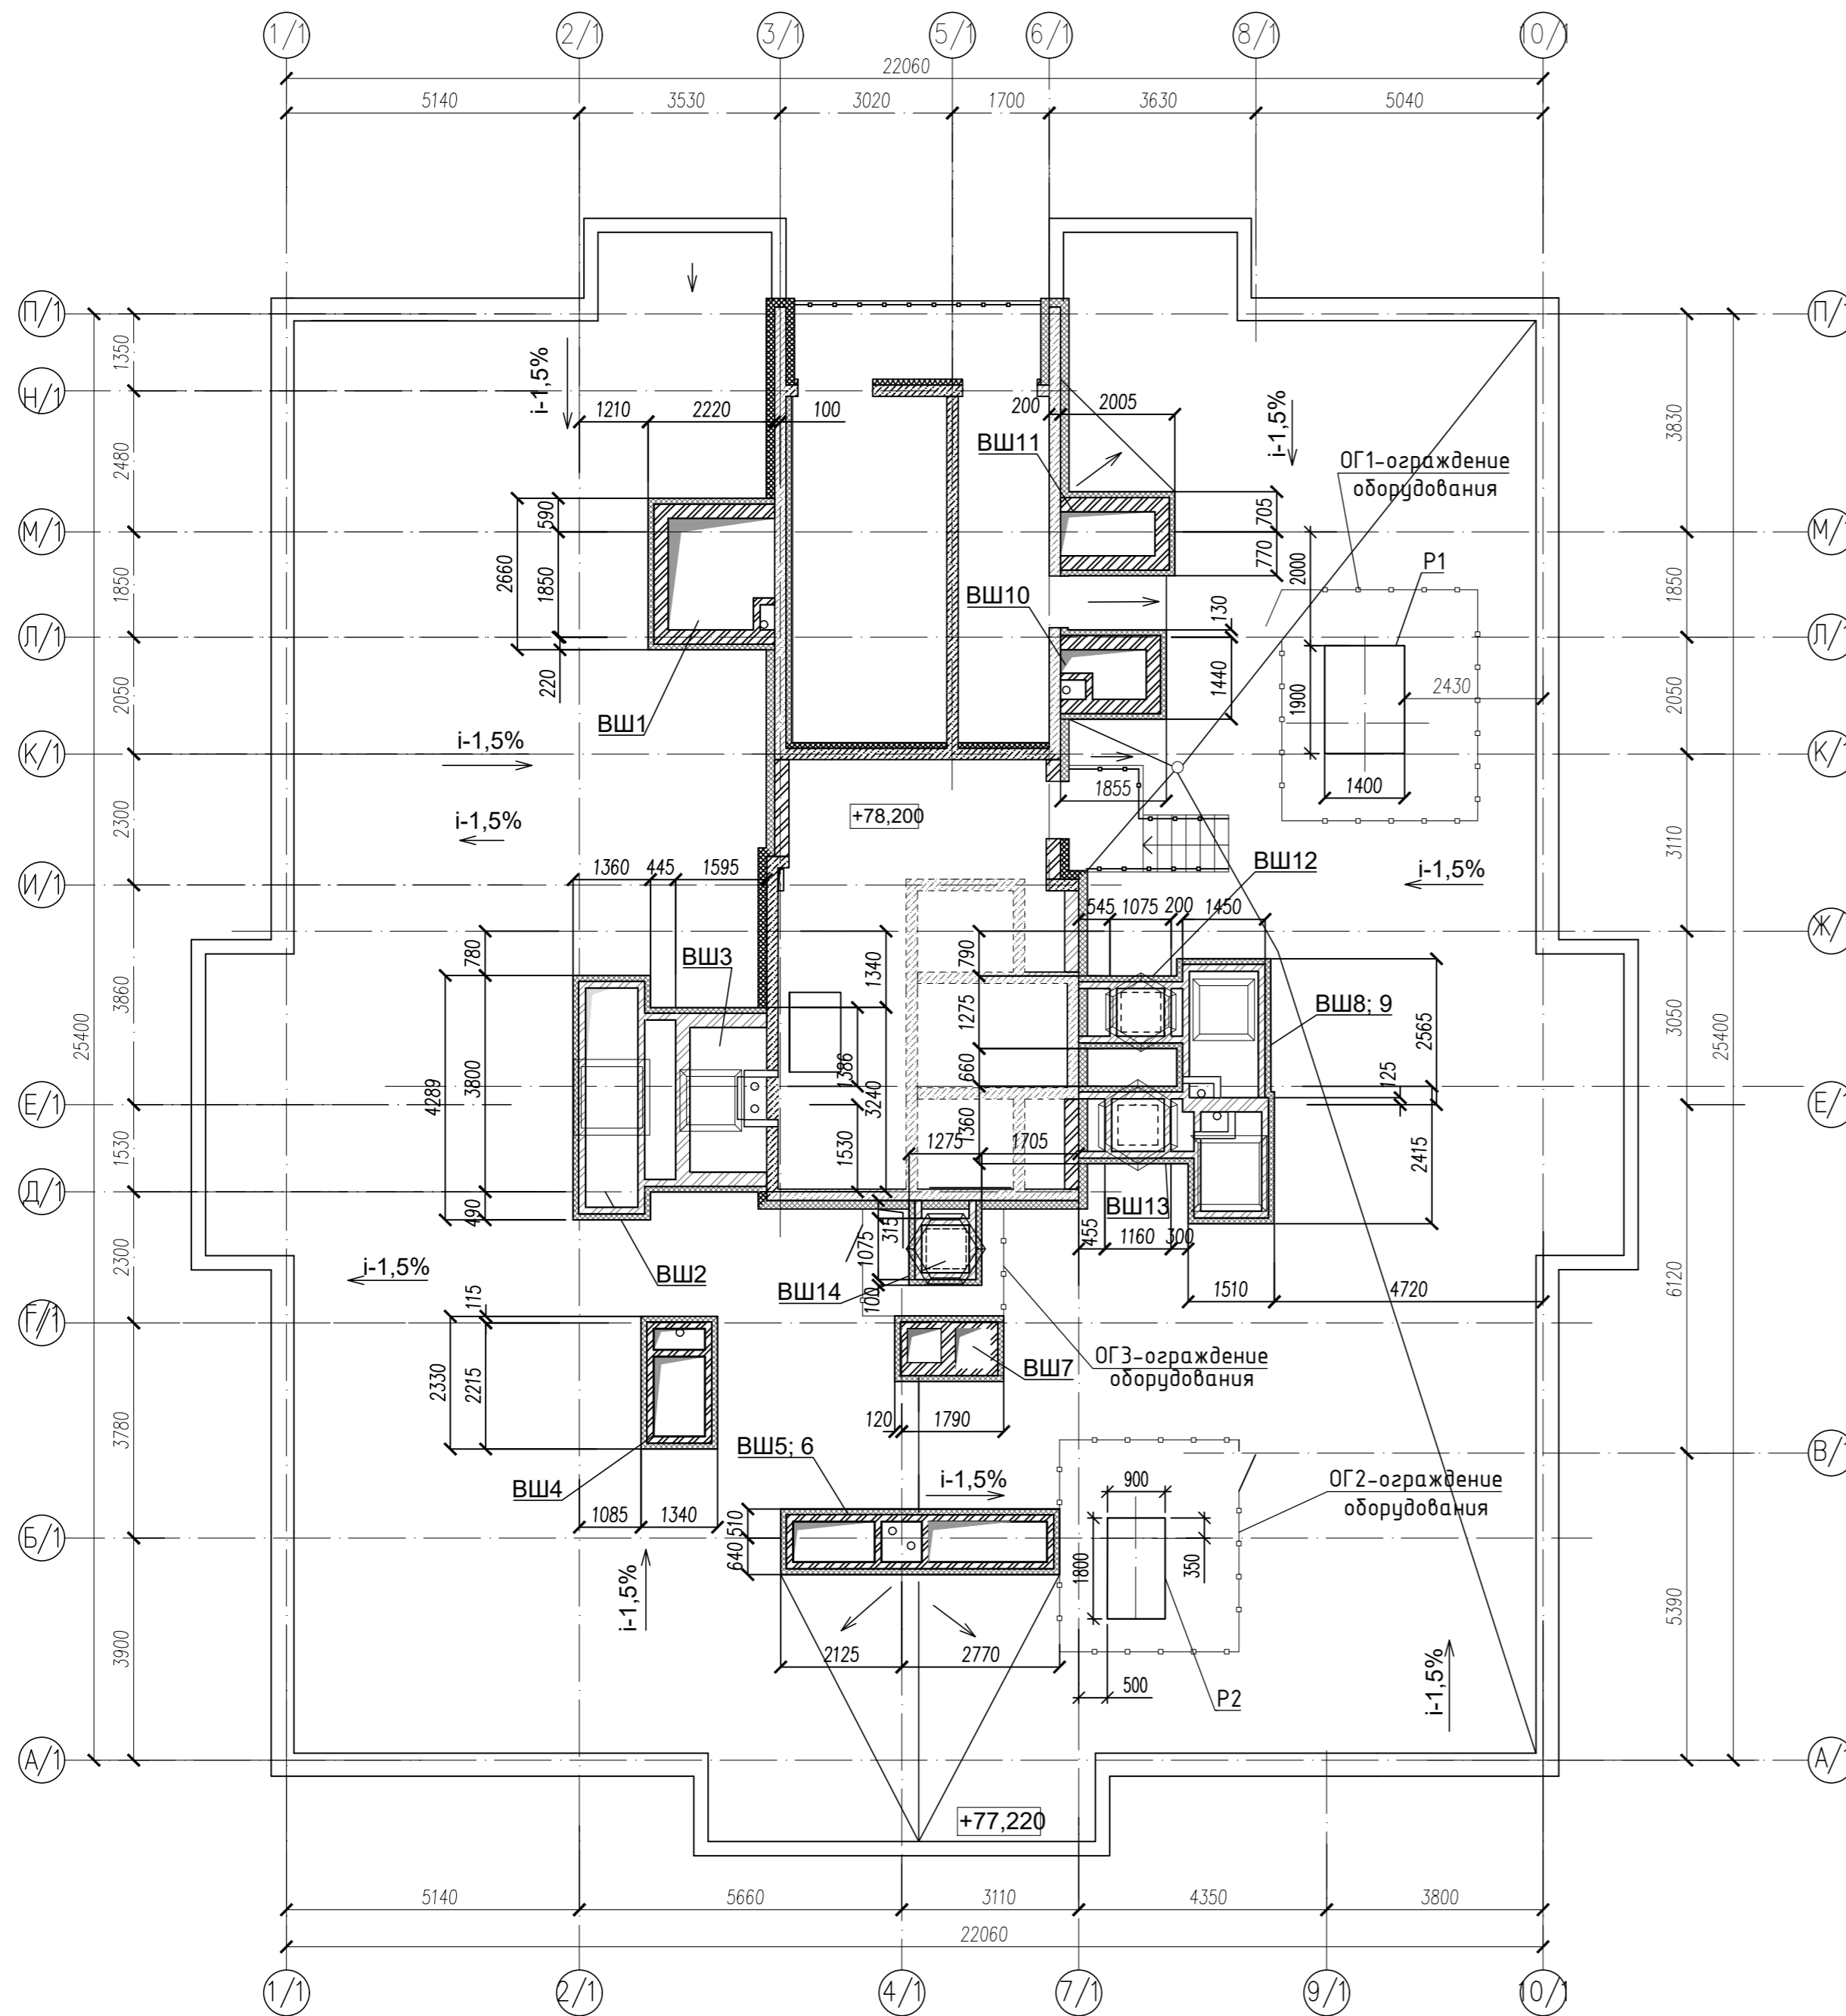 1/1 2/1 3/1 5/1 6/1 8/1 10/1
22060
5140 3530 3020 1700 3630 5040
П/1 П/1
1350
Н/1
i-1,5%
1210 2220 100
200 2005
i-1,5%
3830
2480
ВШ11
ОГ1-ограждение
оборудования
590
705
М/1 М/1
2660
1850
1850
770
2000
1850
Р1
ВШ10
130
Л/1 Л/1
220
1440
1900
2430
2050
2050
ВШ1
i-1,5%
К/1 К/1
1855
1400
+78,200
2300
i-1,5%
3110
1360 445 1595
ВШ12
i-1,5%
И/1
545 1075 200 1450
Ж/
780
ВШ3
1340
790
3860
1275
ВШ8; 9
2565
3050
25400
25400
4289
3800
1386
660
125
Е/1 Е/1
3240
1360
1530
1530
1275 1705
2415
Д/1
490
ВШ13
455 1160 300
315
1075
2300
i-1,5%
ВШ2
ВШ14
100
1510 4720
6120
115
Г/1
2330
2215
ВШ7
ОГ3-ограждение
оборудования
3780
120 1790
ВШ5; 6
В/1
ВШ4
i-1,5%
900
ОГ2-ограждение
оборудования
1085 1340
510
Б/1
640
1800
350
i-1,5%
3900
5390
2125 2770
500
Р2
i-1,5%
А/1 А/1
+77,220
5140 5660 3110 4350 3800
22060
1/1 2/1 4/1 7/1 9/1 10/1